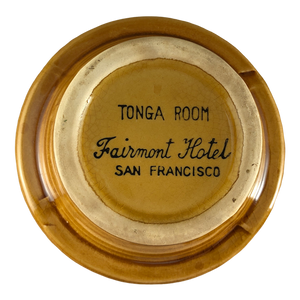 TONGA ROOM
Fairmont Hotel
SAN FRANCISCO